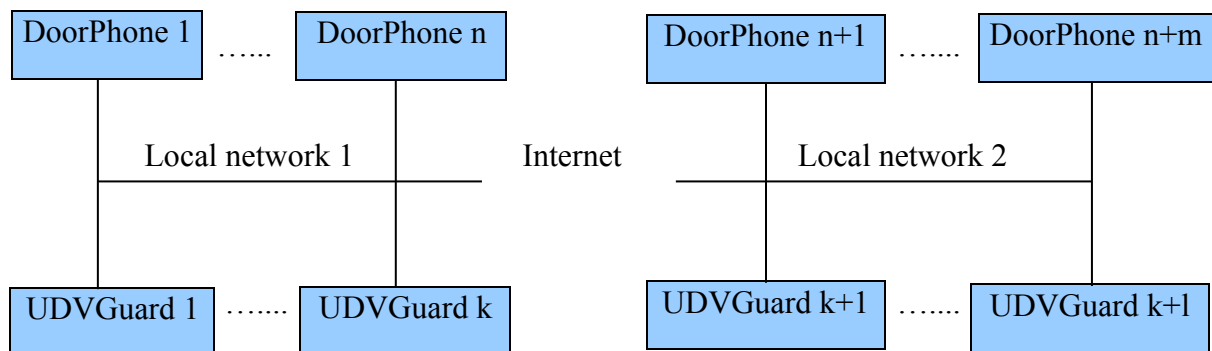 DoorPhone 1 …... DoorPhone n DoorPhone n+1 ….... DoorPhone n+m
Local network 1 Internet Local network 2
UDVGuard 1 ….... UDVGuard k UDVGuard k+1 ….... UDVGuard k+l